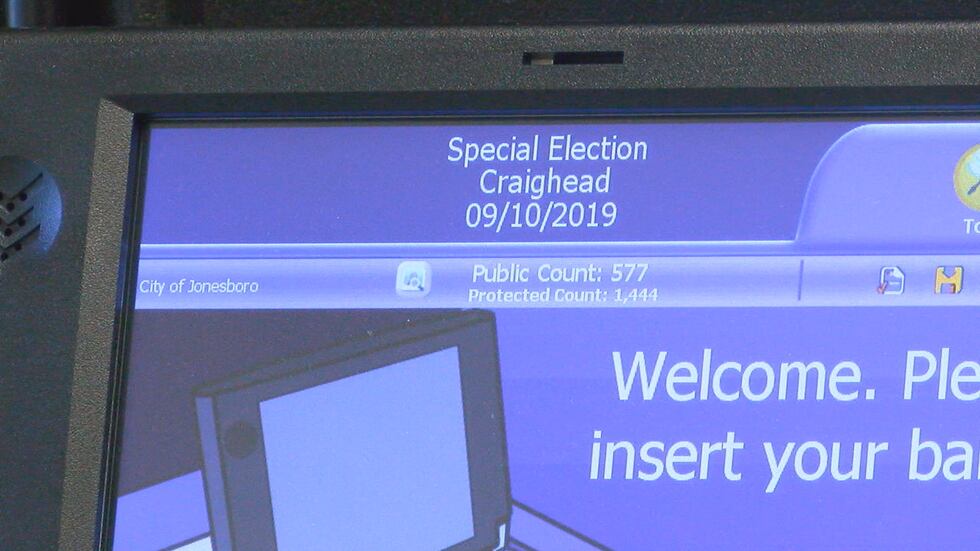 Special Election
Craighead
09/10/2019
To
City of Jonesboro
Public Count: 577
Protected Count: 1,444
Welcome. Ple
insert your ba